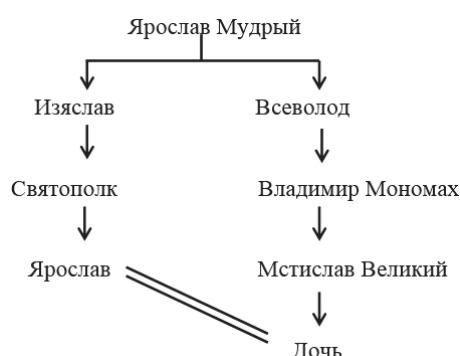 Ярослав Мудрый
Изяслав Всеволод
Святополк Владимир Мономах
Ярослав Мстислав Великий
Дочь